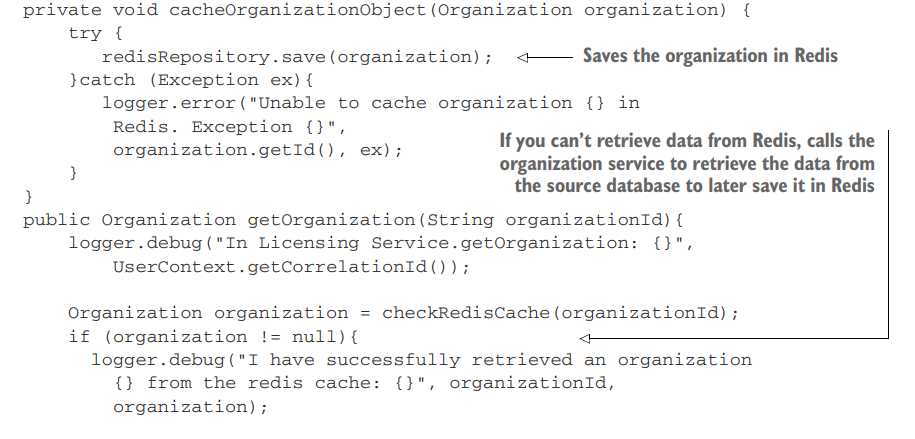 private void cacheOrganizationObject(Organization organization) {
try {
redisRepository.save(organization);
Saves the organization in Redis
}catch (Exception ex){
logger.error("Unable to cache organization {} in
Redis. Exception {}",
organization.getId(), ex);
}
}
If you can’t retrieve data from Redis, calls the
organization service to retrieve the data from
the source database to later save it in Redis
public Organization getOrganization(String organizationId){
logger.debug("In Licensing Service.getOrganization: {}",
UserContext.getCorrelationId());
Organization organization = checkRedisCache(organizationId);
if (organization != null){
logger.debug("I have successfully retrieved an organization
{} from the redis cache: {}", organizationId,
organization);